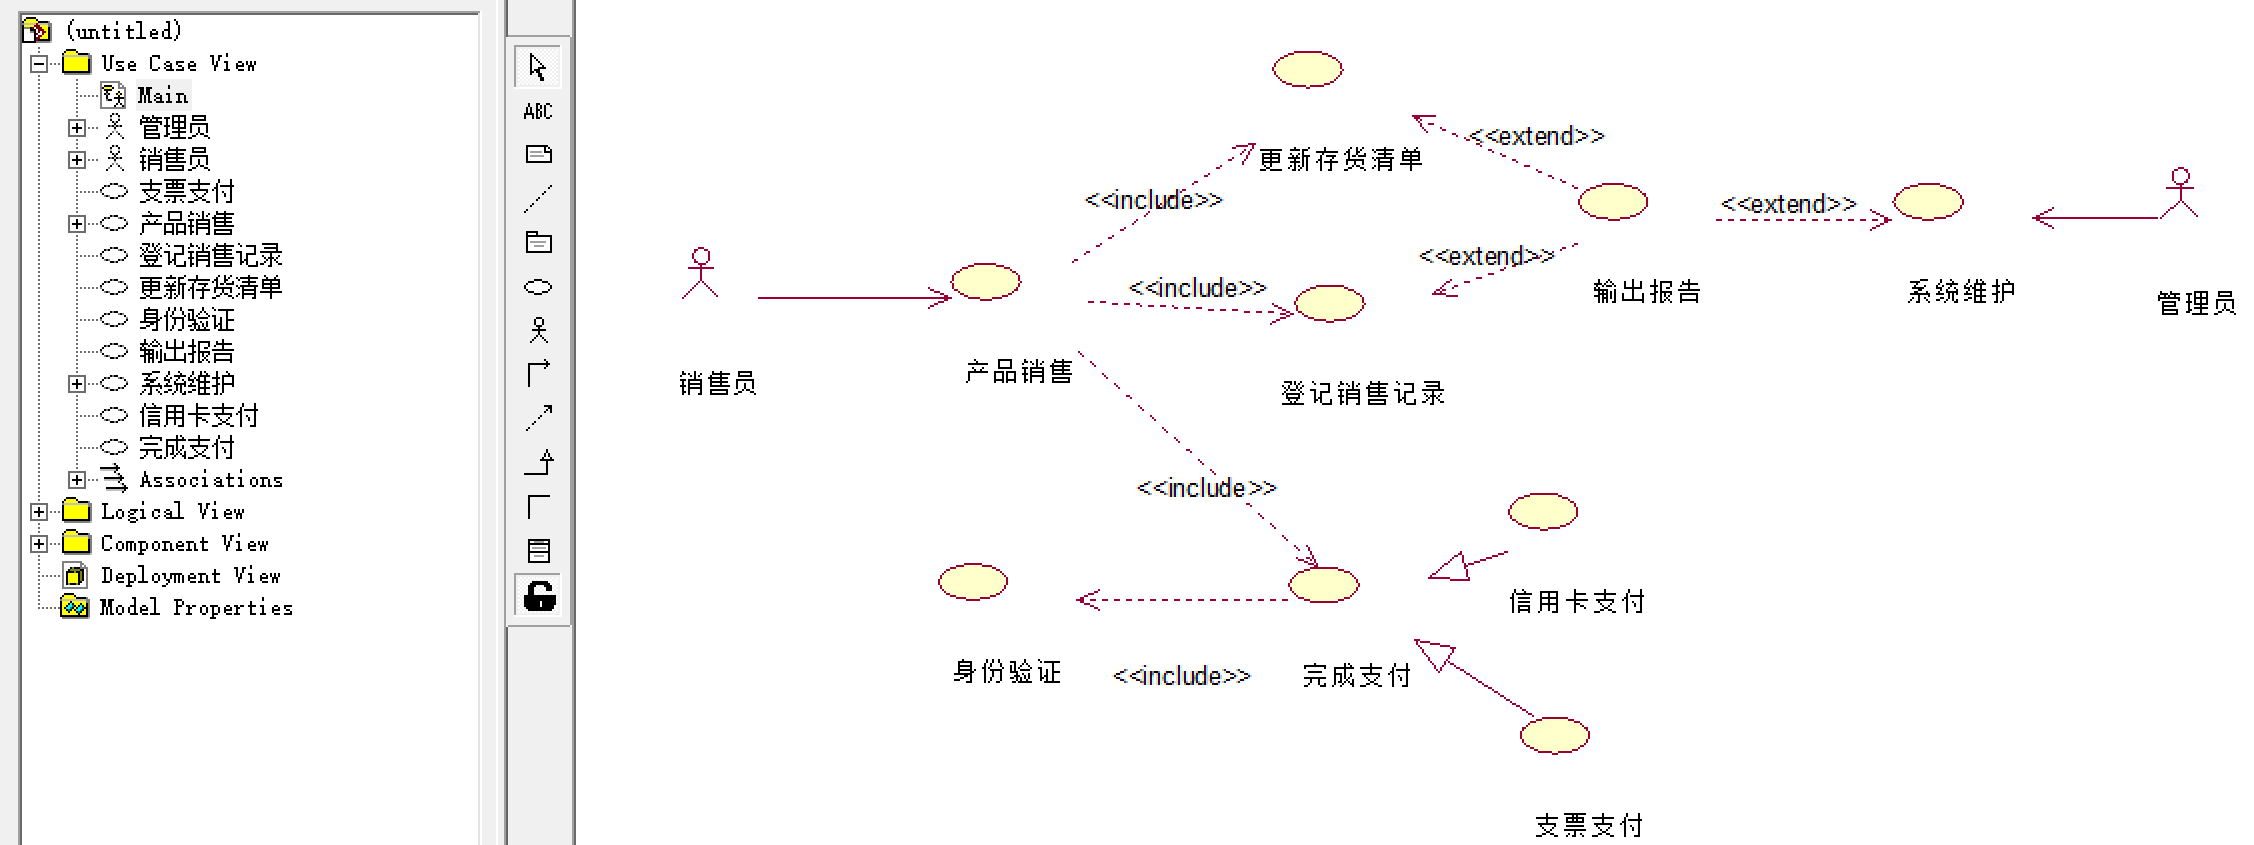 (untitled)
Use Case View
Main
管理员
销售员
支票支付
产品销售
登记销售记录
更新存货清单
身份验证
输出报告
系统维护
信用卡支付
完成支付
Associations
Logical View
Component View
Deployment View
Model Properties
ABC
<<extend>>
更新存货清单
<<include>>
<<extend>>
<<extend>>
<<include>>
输出报告
系统维护
管理员
销售员
产品销售
登记销售记录
<<include>>
信用卡支付
身份验证
<<include>>
完成支付
支票支付